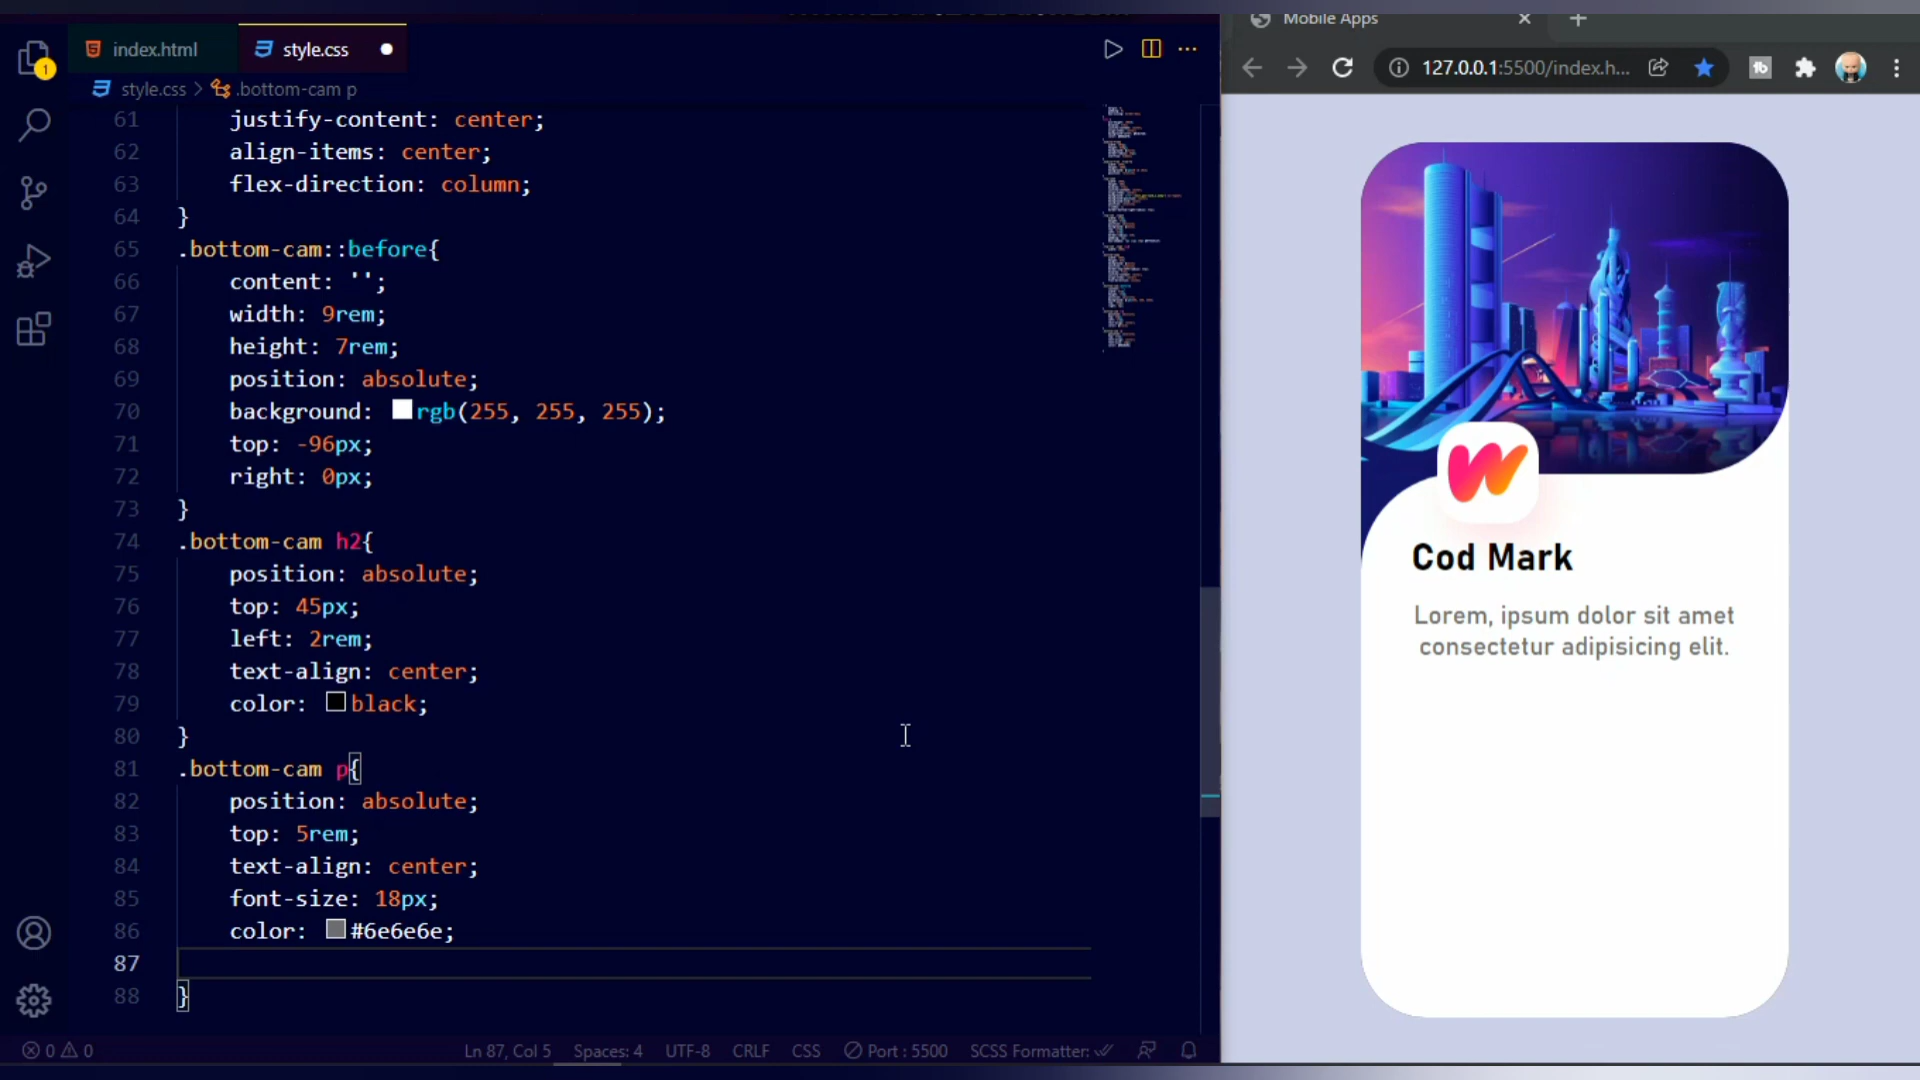 index.html
style.css
style.css > .bottom-cam p
61 justify-content: center;
62 align-items: center;
63 flex-direction: column;
64 }
65 .bottom-cam::before{
66 content: '';
67 width: 9rem;
68 height: 7rem;
69 position: absolute;
70 background: rgb(255, 255, 255);
71 top: -96px;
72 right: 0px;
73 }
74 .bottom-cam h2{
75 position: absolute;
76 top: 45px;
77 left: 2rem;
78 text-align: center;
79 color: black;
80 }
81 .bottom-cam p{
82 position: absolute;
83 top: 5rem;
84 text-align: center;
85 font-size: 18px;
86 color: #6e6e6e;
87
88 }
1
0 0
Ln 87, Col 5
Spaces: 4
UTF-8
CRLF
CSS
Port : 5500
SCSS Formatter:
Mobile Apps
127.0.0.1:5500/index.h...
Cod Mark
Lorem, ipsum dolor sit amet
consectetur adipisicing elit.